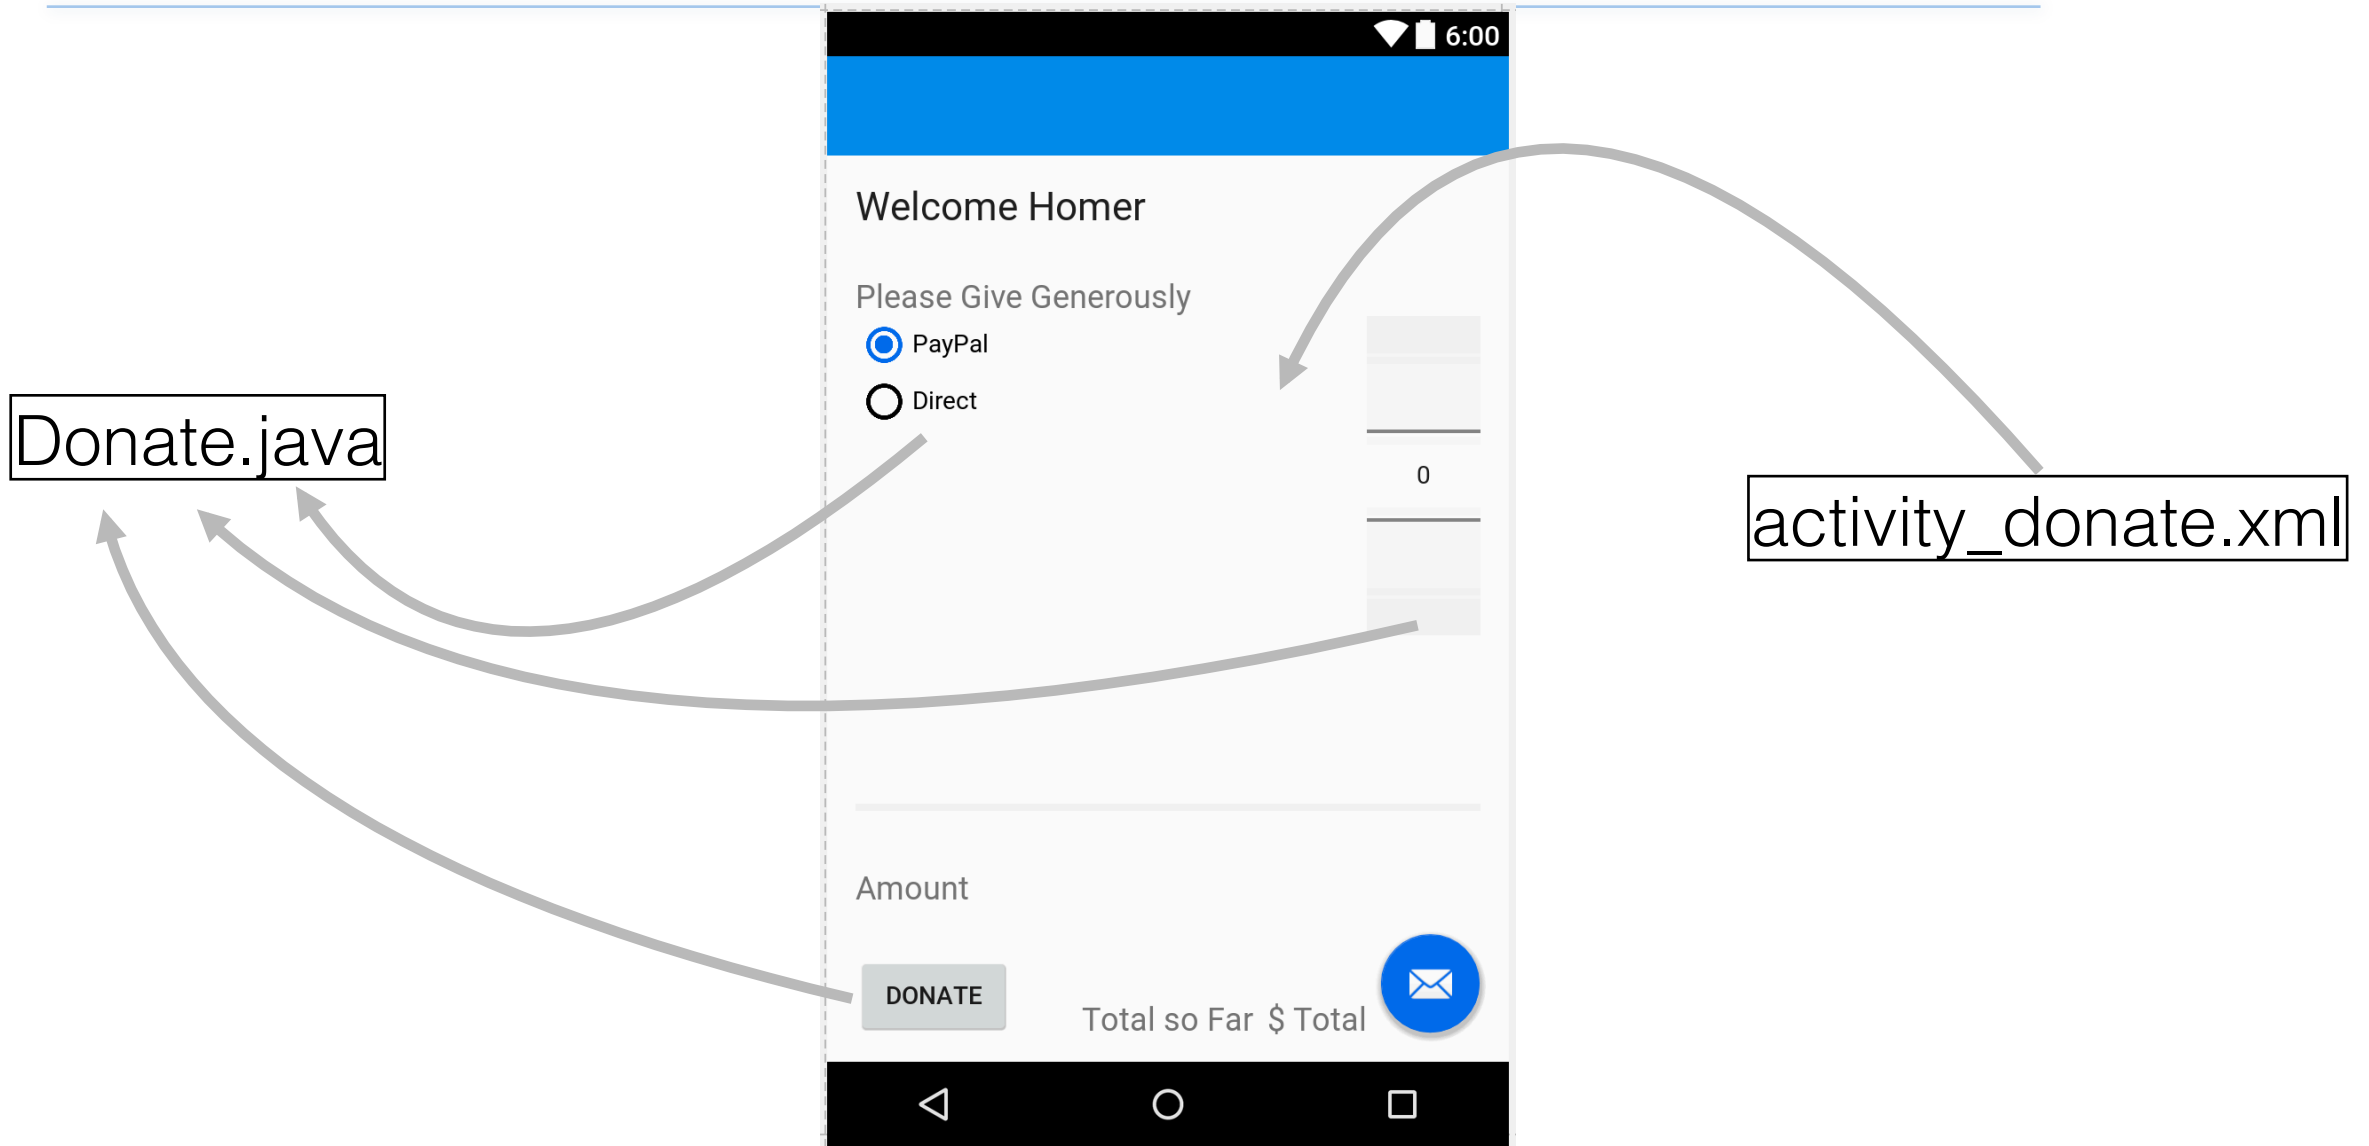 6:00
Welcome Homer
Please Give Generously
PayPal
Direct
Donate.java
0
activity_donate.xml
Amount
DONATE
Total so Far $ Total